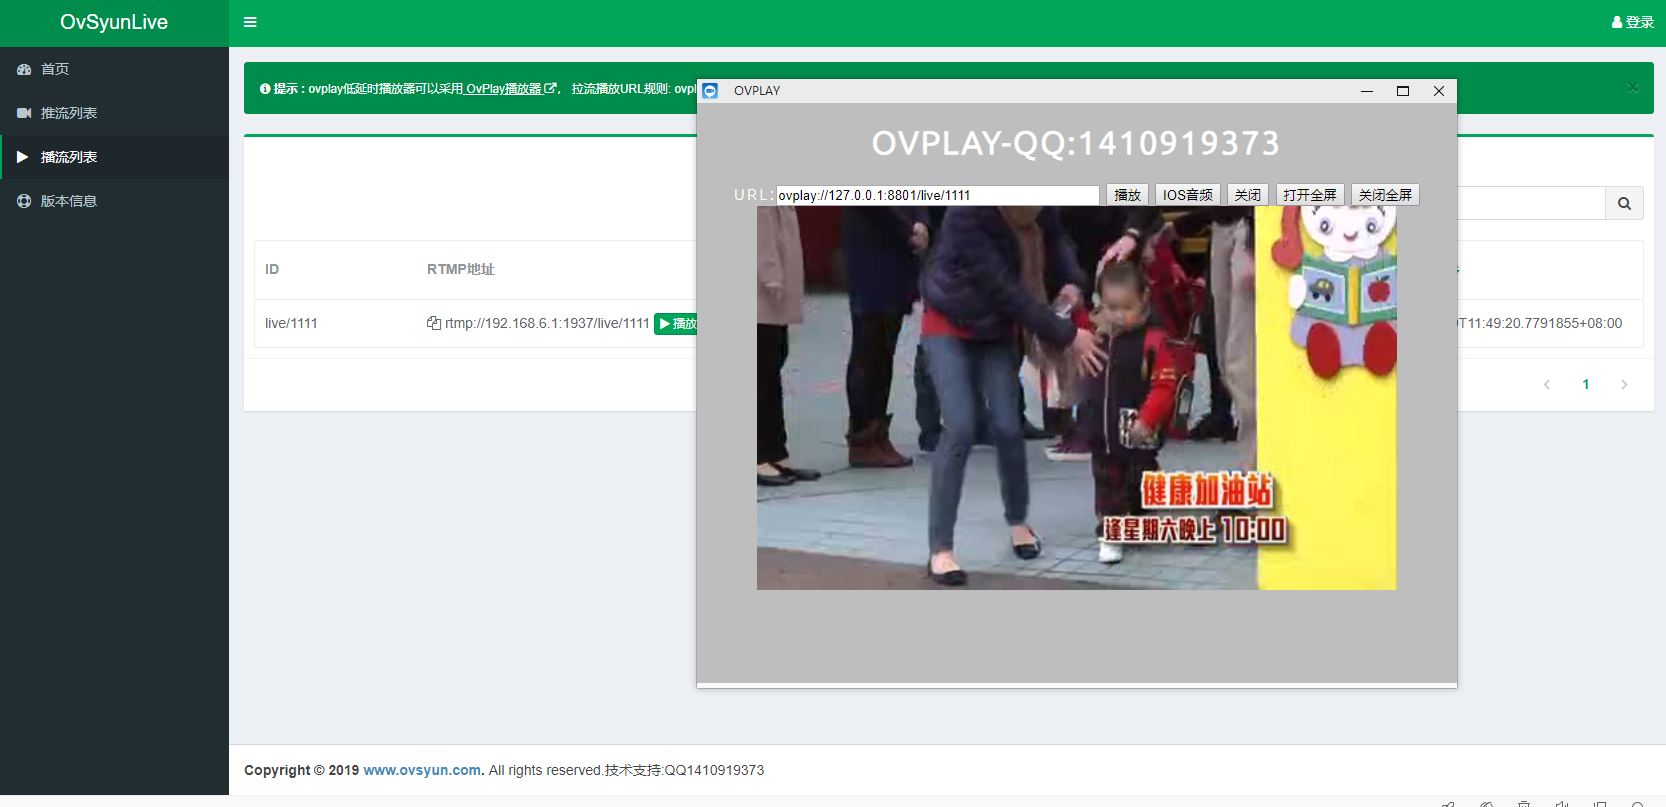 OvSyunLive
登录
首页
推流列表
播流列表
版本信息
提示 : ovplay低延时播放器可以采用 OvPlay播放器 , 拉流播放URL规则: ovpl
OVPLAY
OVPLAY-QQ:1410919373
URL: ovplay://127.0.0.1:8801/live/1111 播放 IOS音频 关闭 打开全屏 关闭全屏
ID RTMP地址
live/1111 rtmp://192.168.6.1:1937/live/1111 播放 T11:49:20.7791855+08:00
健康加油站
逢星期六晚上 10:00
1
Copyright © 2019 www.ovsyun.com. All rights reserved.技术支持:QQ1410919373